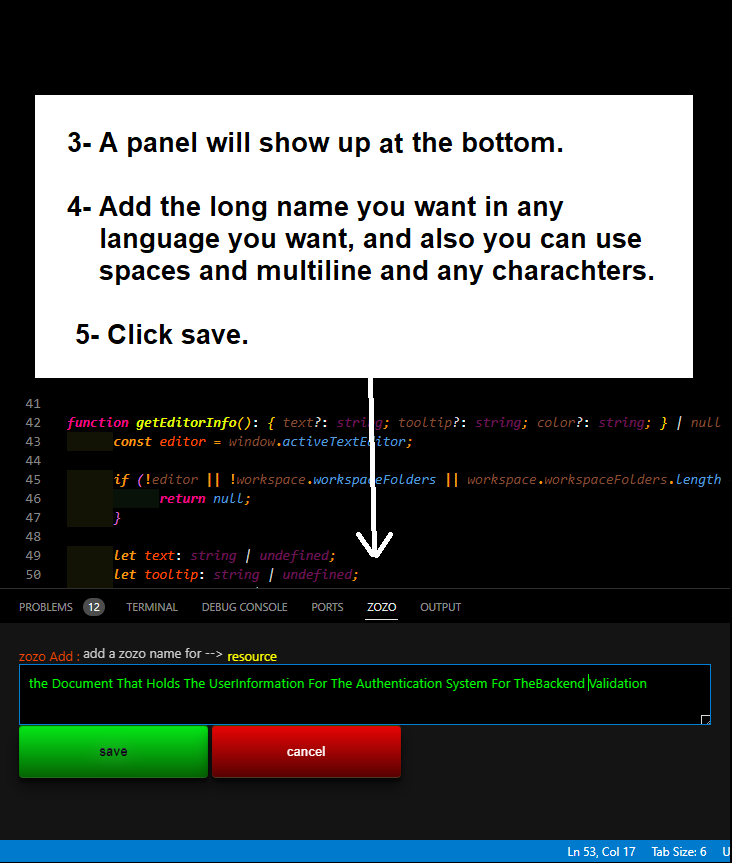 3- A panel will show up at the bottom.
4- Add the long name you want in any
language you want, and also you can use
spaces and multiline and any charachters.
5- Click save.
41
42 function getEditorInfo(): { text?: string; tooltip?: string; color?: string; } | null
43 const editor = window.activeTextEditor;
44
45 if (!editor || !workspace.workspaceFolders || workspace.workspaceFolders.length
46 return null;
47 }
48
49 let text: string | undefined;
50 let tooltip: string | undefined;
PROBLEMS 12 TERMINAL DEBUG CONSOLE PORTS ZOZO OUTPUT
zozo Add : add a zozo name for --> resource
the Document That Holds The UserInformation For The Authentication System For TheBackend Validation
save cancel
Ln 53, Col 17 Tab Size: 6 U